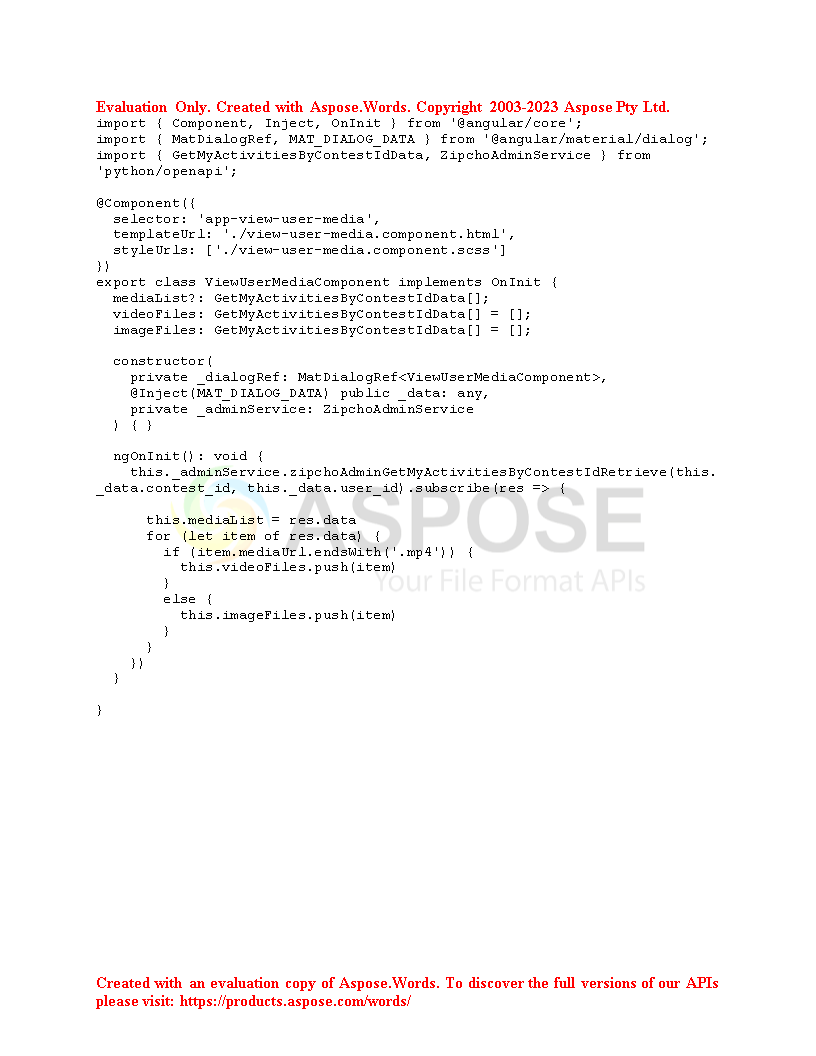 Evaluation Only. Created with Aspose.Words. Copyright 2003-2023 Aspose Pty Ltd.
import { Component, Inject, OnInit } from '@angular/core';
import { MatDialogRef, MAT_DIALOG_DATA } from '@angular/material/dialog';
import { GetMyActivitiesByContestIdData, ZipchoAdminService } from
'python/openapi';

@Component({
  selector: 'app-view-user-media',
  templateUrl: './view-user-media.component.html',
  styleUrls: ['./view-user-media.component.scss']
})
export class ViewUserMediaComponent implements OnInit {
  mediaList?: GetMyActivitiesByContestIdData[];
  videoFiles: GetMyActivitiesByContestIdData[] = [];
  imageFiles: GetMyActivitiesByContestIdData[] = [];

  constructor(
    private _dialogRef: MatDialogRef<ViewUserMediaComponent>,
    @Inject(MAT_DIALOG_DATA) public _data: any,
    private _adminService: ZipchoAdminService
  ) { }

  ngOnInit(): void {
    this._adminService.zipchoAdminGetMyActivitiesByContestIdRetrieve(this.
_data.contest_id, this._data.user_id).subscribe(res => {

      this.mediaList = res.data
      for (let item of res.data) {
        if (item.mediaUrl.endsWith('.mp4')) {
          this.videoFiles.push(item)
        }
        else {
          this.imageFiles.push(item)
        }
      }
    })
  }

}
ASPOSE
Your File Format APIs
Created with an evaluation copy of Aspose.Words. To discover the full versions of our APIs
please visit: https://products.aspose.com/words/